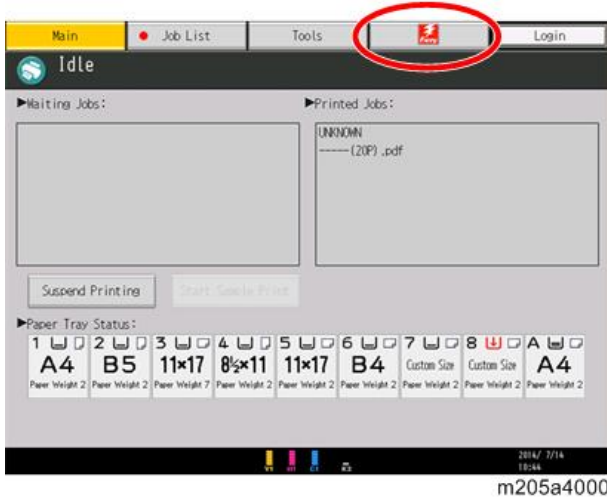 Main
Job List
Tools
Fiery
Login
Idle
▶Waiting Jobs:
▶Printed Jobs:
UNKNOWN
-----(20P).pdf
Suspend Printing
Start Sample Print
▶Paper Tray Status:
1 2 3 4 5 6 7 8 A
A4 B5 11×17 8½×11 11×17 B4 Custom Size Custom Size A4
Paper Weight 2 Paper Weight 2 Paper Weight 7 Paper Weight 2 Paper Weight 2 Paper Weight 2 Paper Weight 2 Paper Weight 2 Paper Weight 2
2014/ 7/14
10:44
m205a4000